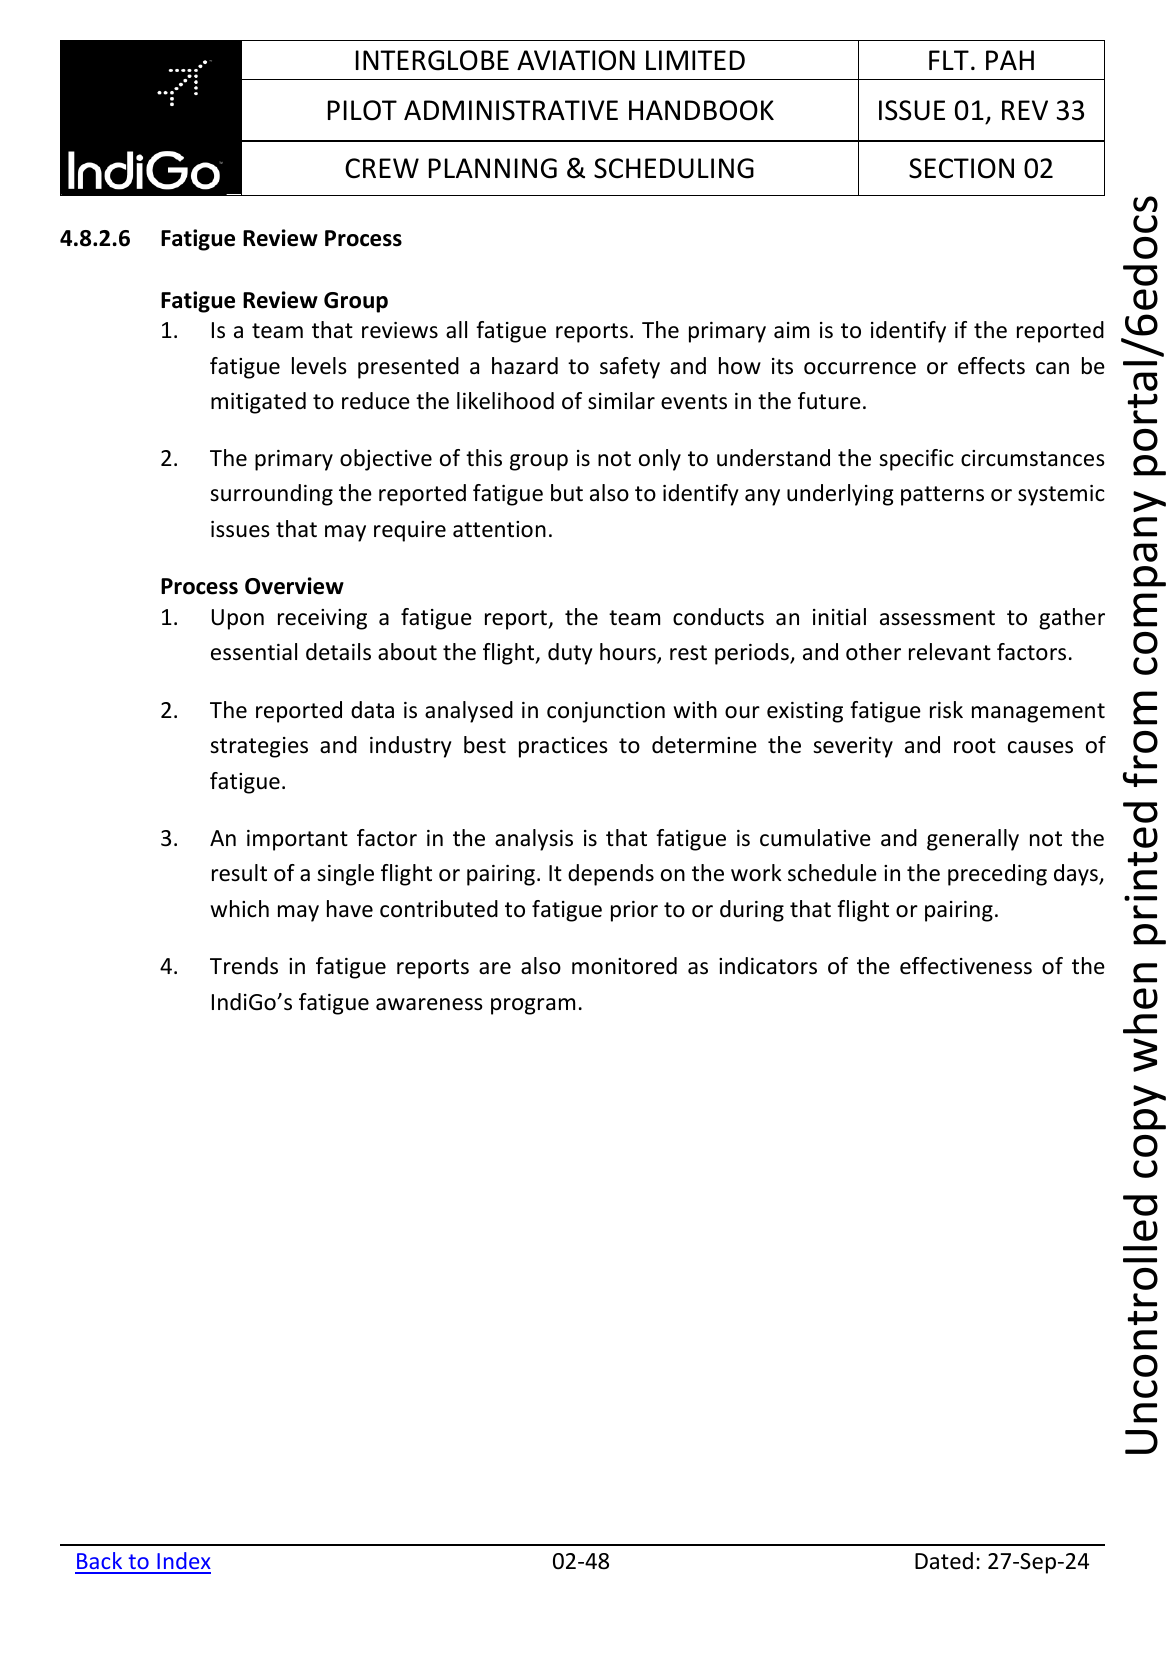 INTERGLOBE AVIATION LIMITED
FLT. PAH
PILOT ADMINISTRATIVE HANDBOOK
ISSUE 01, REV 33
IndiGo
CREW PLANNING & SCHEDULING
SECTION 02
4.8.2.6 Fatigue Review Process
Fatigue Review Group
1. Is a team that reviews all fatigue reports. The primary aim is to identify if the reported
fatigue levels presented a hazard to safety and how its occurrence or effects can be
mitigated to reduce the likelihood of similar events in the future.
2. The primary objective of this group is not only to understand the specific circumstances
surrounding the reported fatigue but also to identify any underlying patterns or systemic
issues that may require attention.
Process Overview
1. Upon receiving a fatigue report, the team conducts an initial assessment to gather
essential details about the flight, duty hours, rest periods, and other relevant factors.
2. The reported data is analysed in conjunction with our existing fatigue risk management
strategies and industry best practices to determine the severity and root causes of
fatigue.
3. An important factor in the analysis is that fatigue is cumulative and generally not the
result of a single flight or pairing. It depends on the work schedule in the preceding days,
which may have contributed to fatigue prior to or during that flight or pairing.
4. Trends in fatigue reports are also monitored as indicators of the effectiveness of the
IndiGo’s fatigue awareness program.
Back to Index
02-48
Dated: 27-Sep-24
Uncontrolled copy when printed from company portal/6edocs